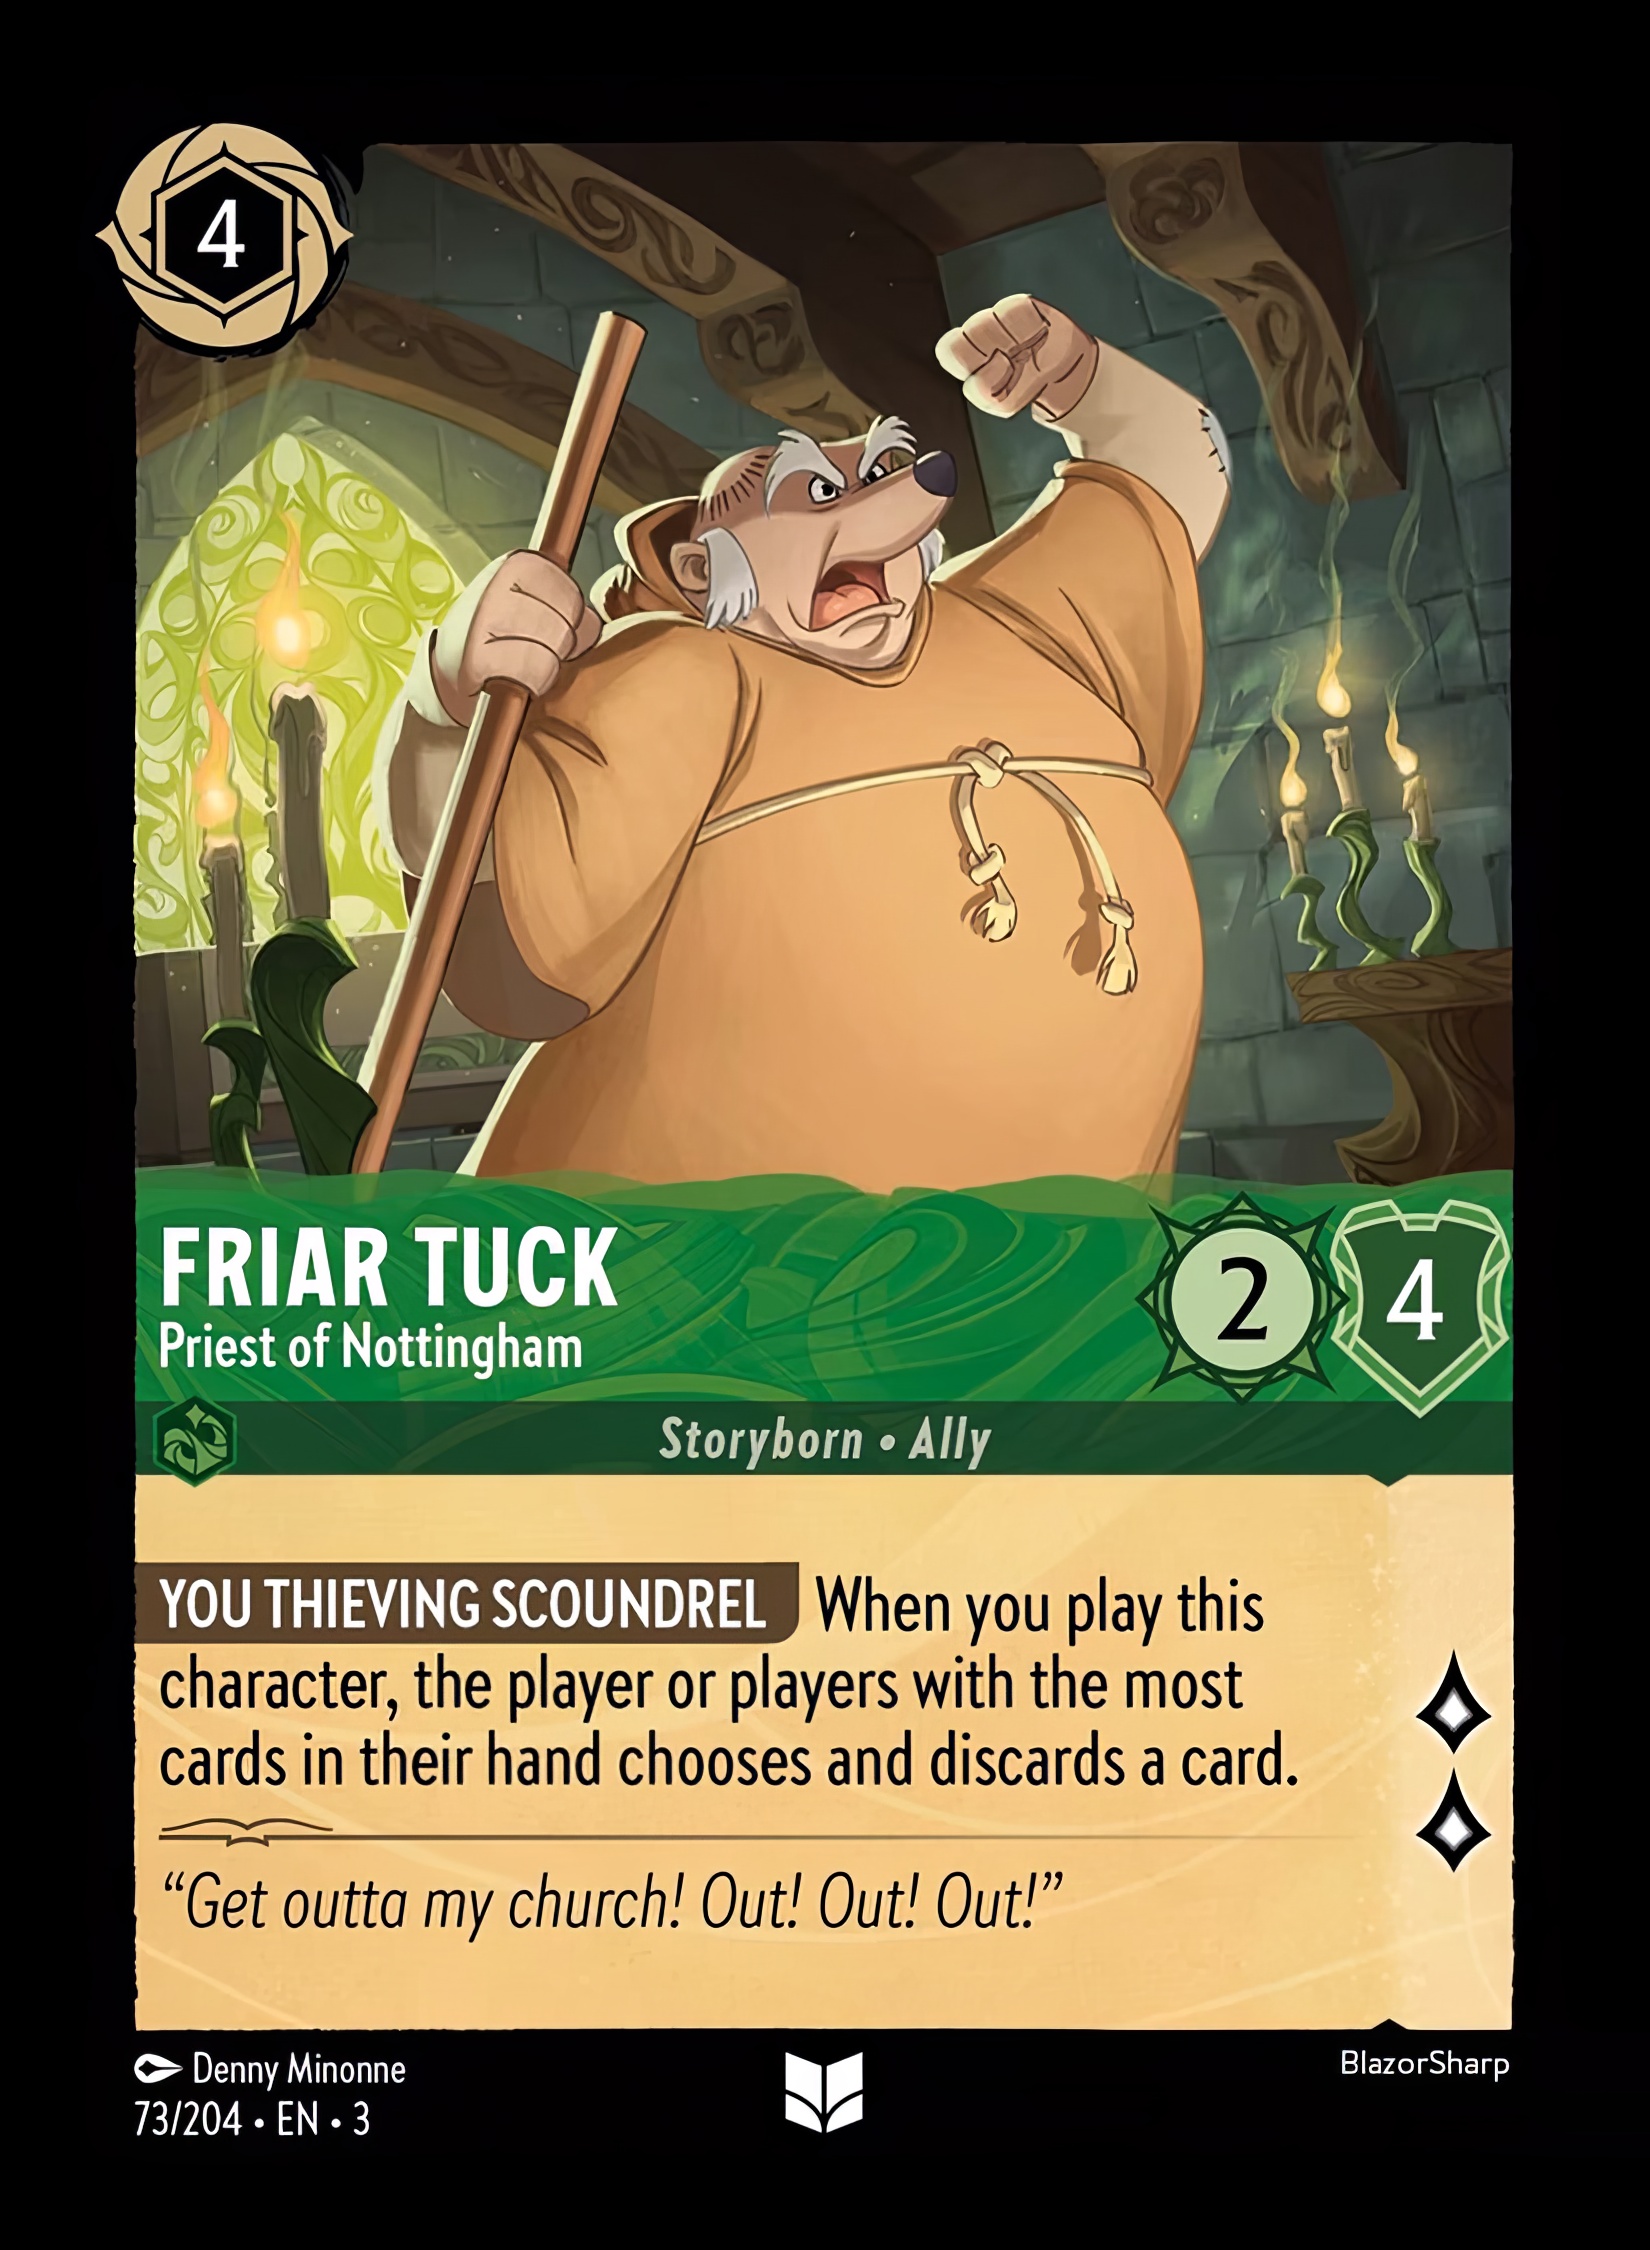 4
FRIAR TUCK
Priest of Nottingham
2
4
Storyborn • Ally
YOU THIEVING SCOUNDREL When you play this
character, the player or players with the most
cards in their hand chooses and discards a card.
“Get outta my church! Out! Out! Out!”
Denny Minonne
BlazorSharp
73/204 • EN • 3